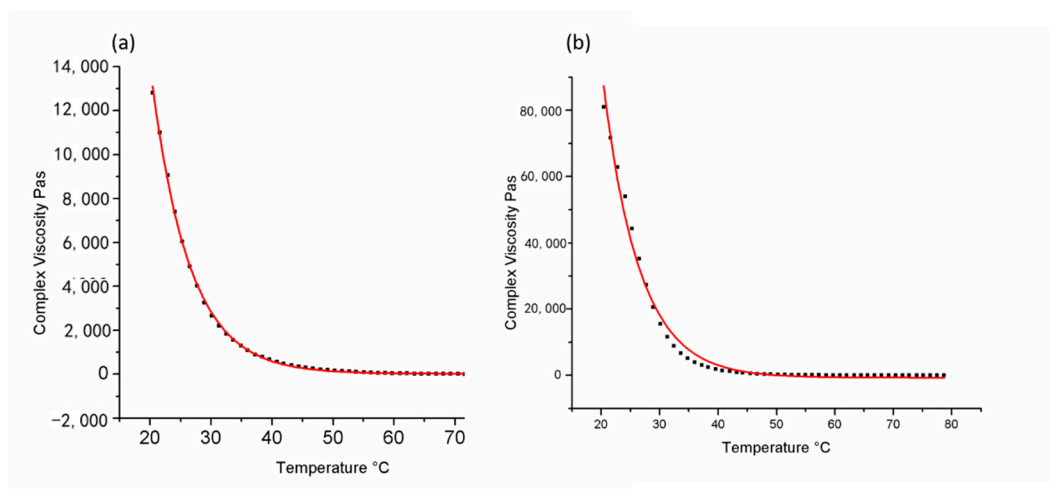 (a)
14, 000
12, 000
10, 000
8, 000
6, 000
4, 000
2, 000
0
−2, 000
Complex Viscosity Pas
20 30 40 50 60 70
Temperature °C
(b)
80, 000
60, 000
40, 000
20, 000
0
Complex Viscosity Pas
20 30 40 50 60 70 80
Temperature °C